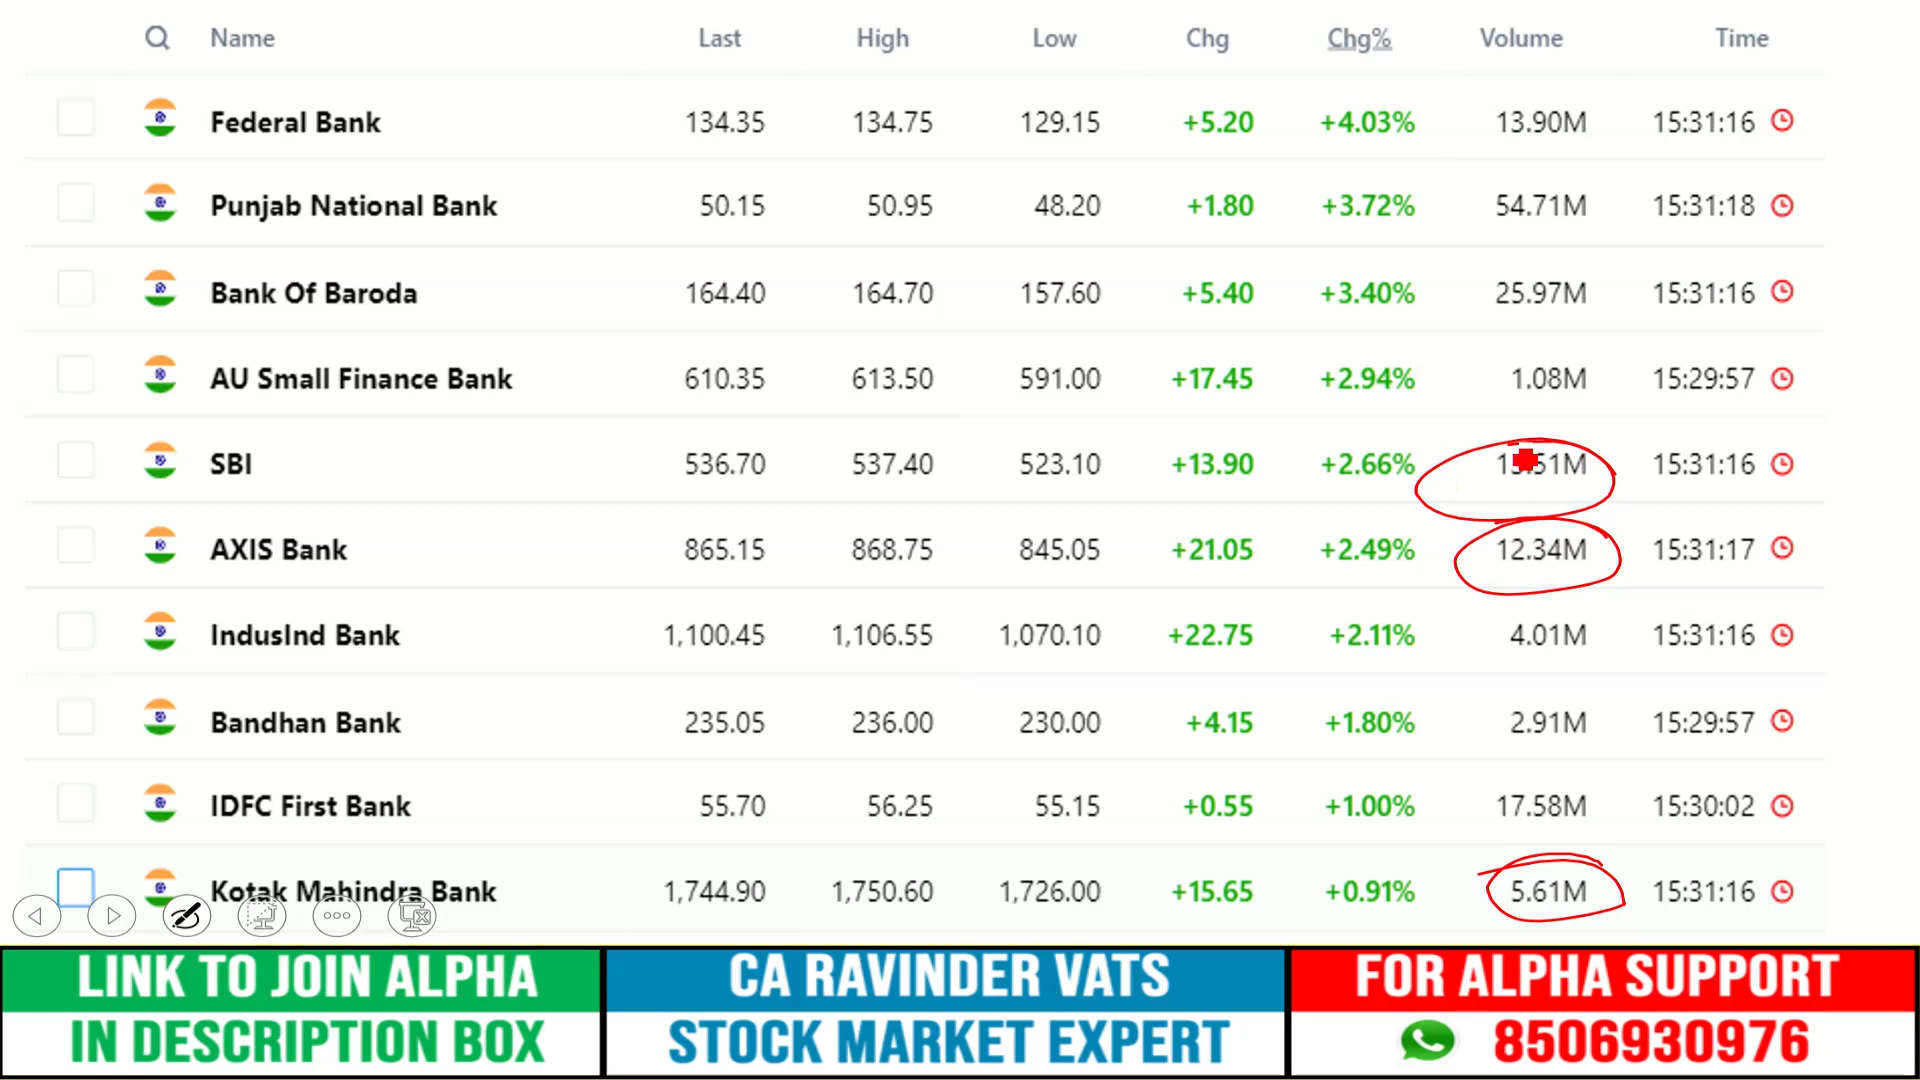 Name Last High Low Chg Chg% Volume Time
Federal Bank 134.35 134.75 129.15 +5.20 +4.03% 13.90M 15:31:16
Punjab National Bank 50.15 50.95 48.20 +1.80 +3.72% 54.71M 15:31:18
Bank Of Baroda 164.40 164.70 157.60 +5.40 +3.40% 25.97M 15:31:16
AU Small Finance Bank 610.35 613.50 591.00 +17.45 +2.94% 1.08M 15:29:57
SBI 536.70 537.40 523.10 +13.90 +2.66% 15:31:16
AXIS Bank 865.15 868.75 845.05 +21.05 +2.49% 12.34M 15:31:17
IndusInd Bank 1,100.45 1,106.55 1,070.10 +22.75 +2.11% 4.01M 15:31:16
Bandhan Bank 235.05 236.00 230.00 +4.15 +1.80% 2.91M 15:29:57
IDFC First Bank 55.70 56.25 55.15 +0.55 +1.00% 17.58M 15:30:02
Kotak Mahindra Bank 1,744.90 1,750.60 1,726.00 +15.65 +0.91% 5.61M 15:31:16
LINK TO JOIN ALPHA
IN DESCRIPTION BOX
CA RAVINDER VATS
STOCK MARKET EXPERT
FOR ALPHA SUPPORT
8506930976